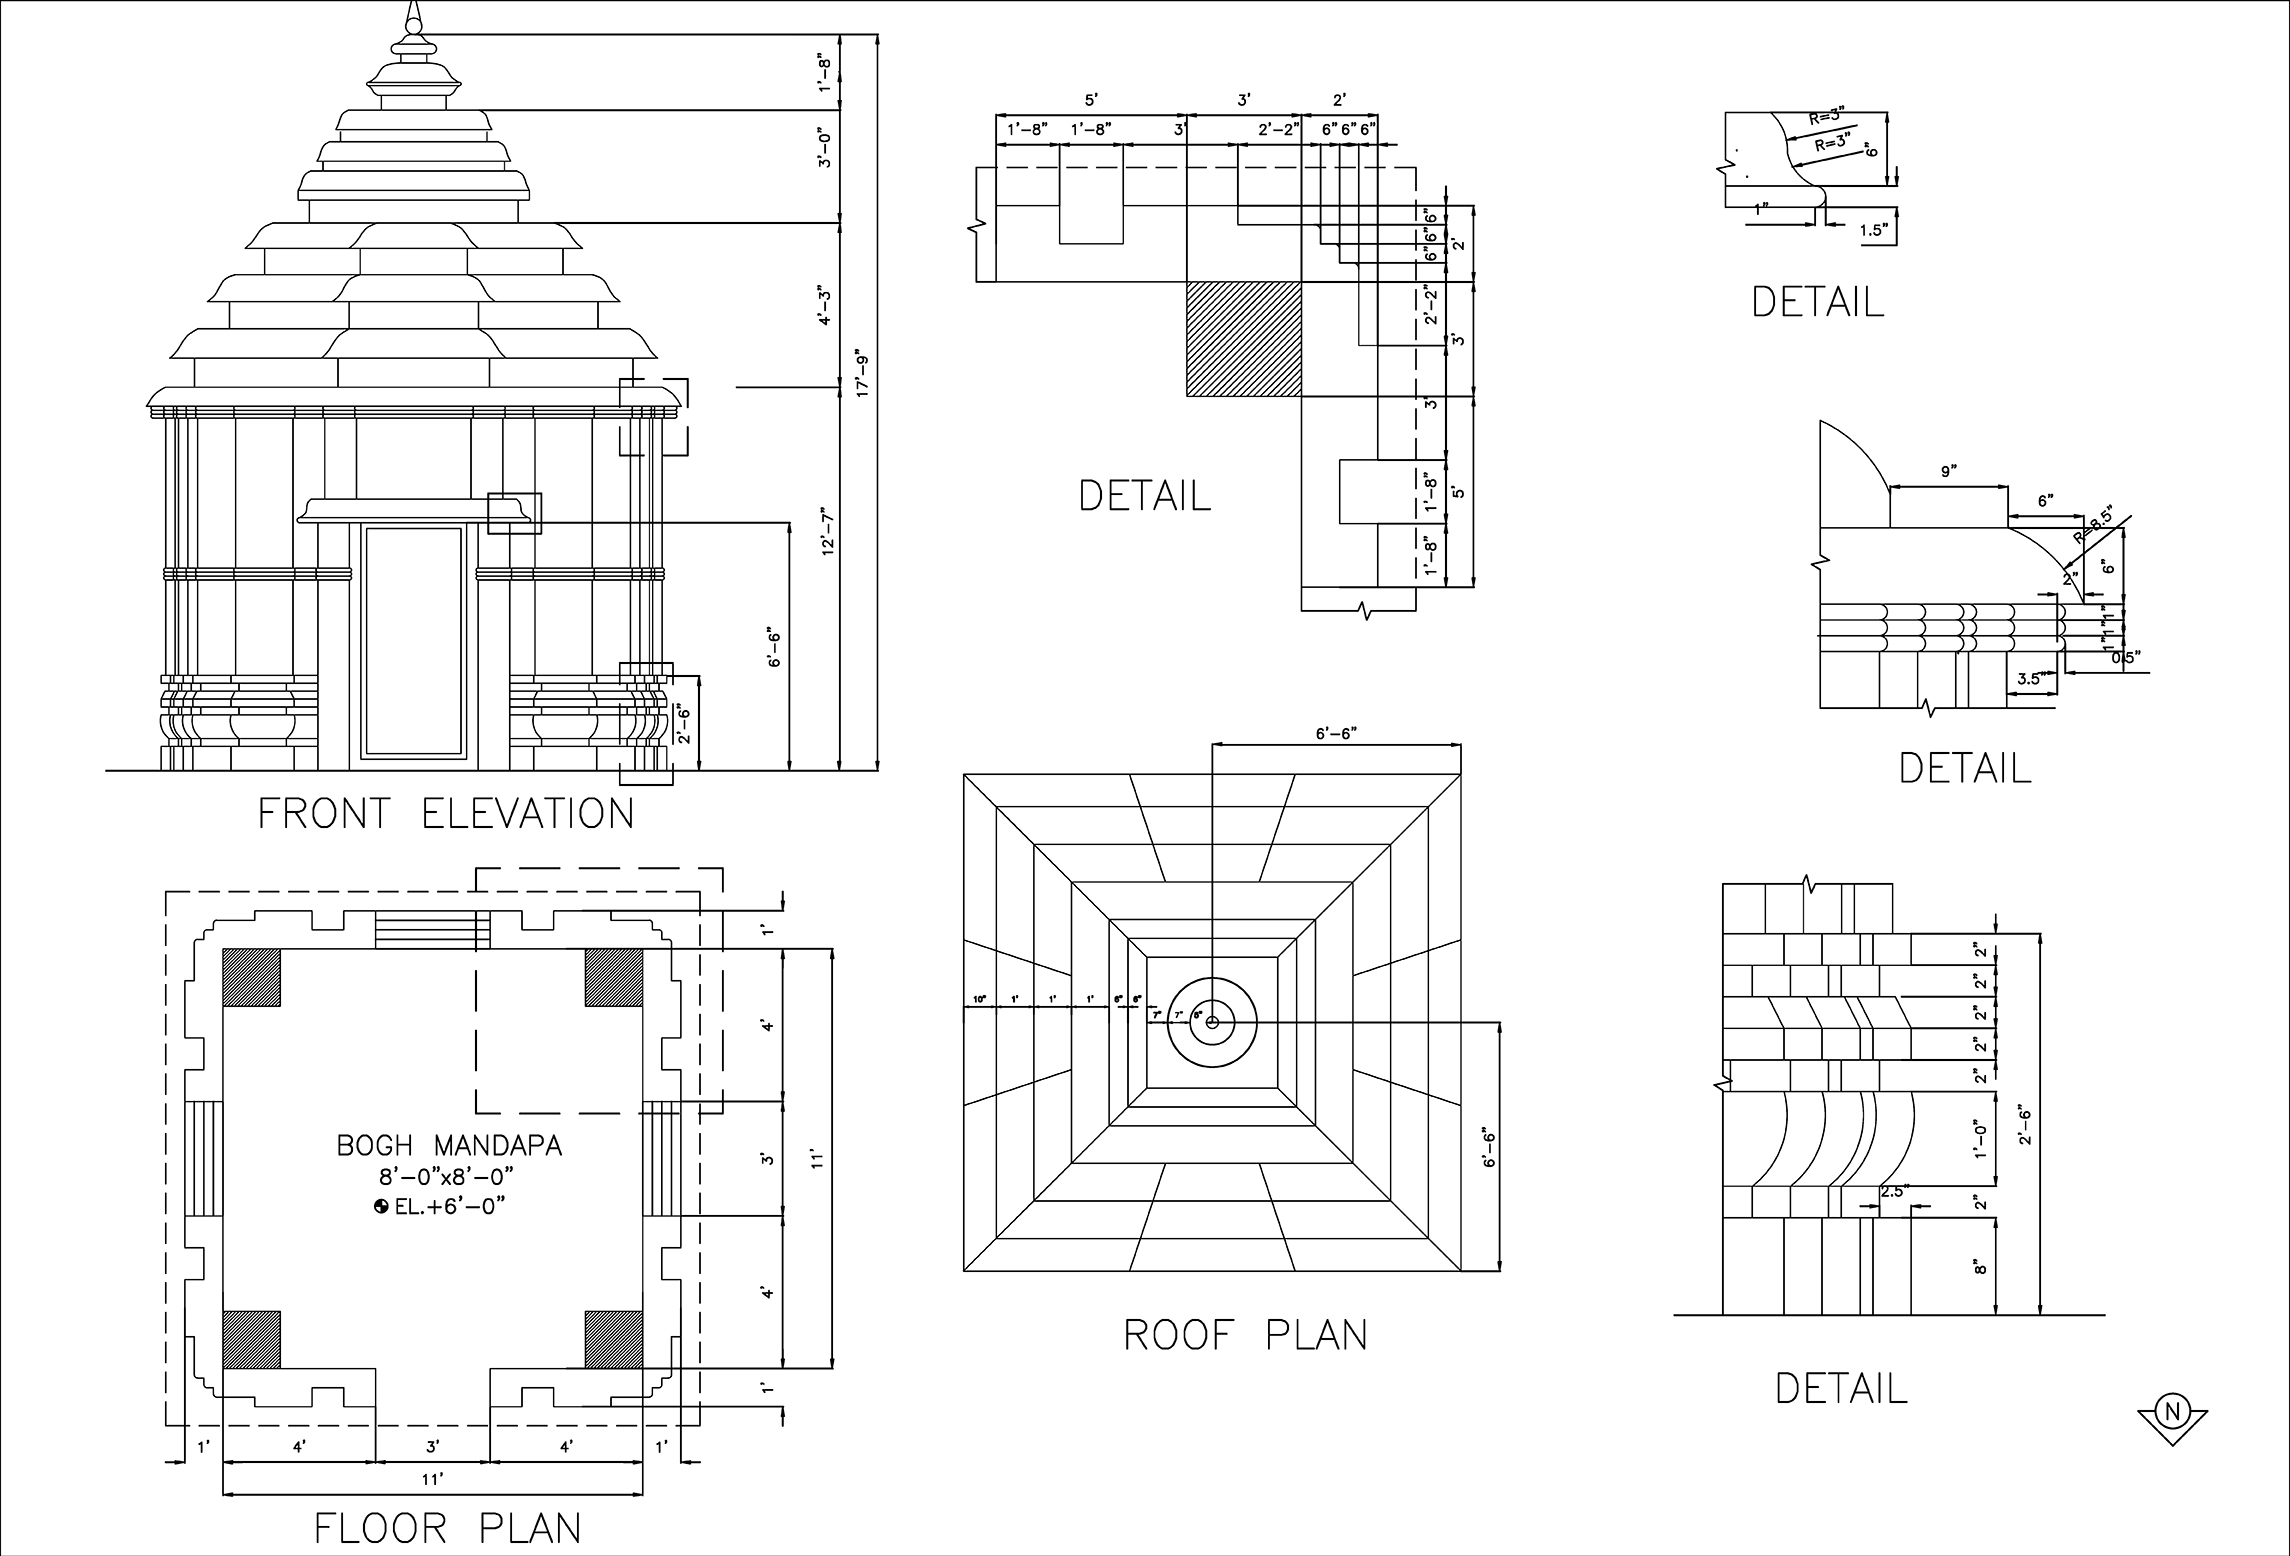 1'-8"
3'-0"
4'-3"
17'-9"
12'-7"
6'-6"
2'-6"
FRONT ELEVATION
5' 3' 2'
1'-8" 1'-8" 3' 2'-2" 6" 6" 6"
6"
6"
6"
2'
2'-2"
3'
3'
1'-8"
5'
1'-8"
DETAIL
R=3"
R=3"
6"
1"
1.5"
DETAIL
9"
6"
R=8.5"
6"
2"
1"
1"
1"
0.5"
3.5"
DETAIL
1'
4'
3'
11'
4'
1'
BOGH MANDAPA
8'-0"x8'-0"
EL.+6'-0"
1' 4' 3' 4' 1'
11'
FLOOR PLAN
6'-6"
10" 1' 1' 1' 6" 6"
7" 7" 6"
6'-6"
ROOF PLAN
2"
2"
2"
2"
2"
1'-0"
2'-6"
2.5"
2"
8"
DETAIL
N